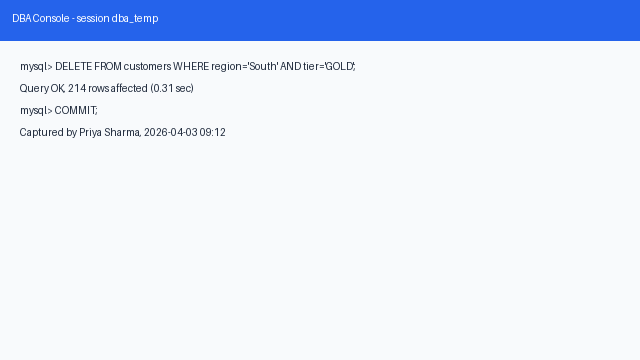 DBA Console - session dba_temp
mysql> DELETE FROM customers WHERE region='South' AND tier='GOLD';
Query OK, 214 rows affected (0.31 sec)
mysql> COMMIT;
Captured by Priya Sharma, 2026-04-03 09:12